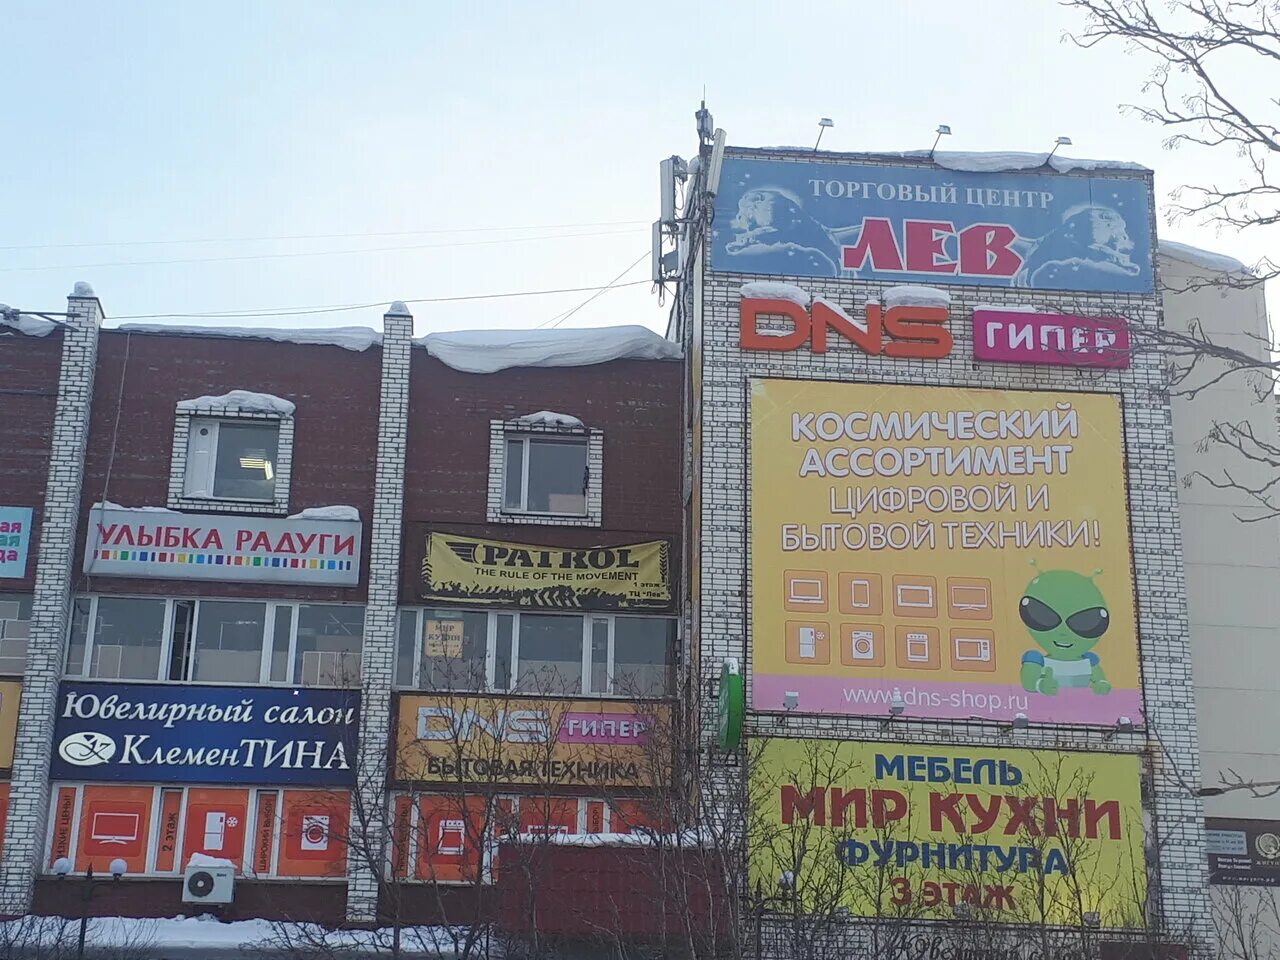 ТОРГОВЫЙ ЦЕНТР
ЛЕВ
DNS ГИПЕР
КОСМИЧЕСКИЙ
АССОРТИМЕНТ
ЦИФРОВОЙ И
БЫТОВОЙ ТЕХНИКИ!
www.dns-shop.ru
МЕБЕЛЬ
МИР КУХНИ
ФУРНИТУРА
3 ЭТАЖ
УЛЫБКА РАДУГИ
PATROL
THE RULE OF THE MOVEMENT
1 этаж
ТЦ "Лев"
МИР
КУХНИ
Ювелирный салон
КлеменТИНА
DNS ГИПЕР
БЫТОВАЯ ТЕХНИКА
2 ЭТАЖ